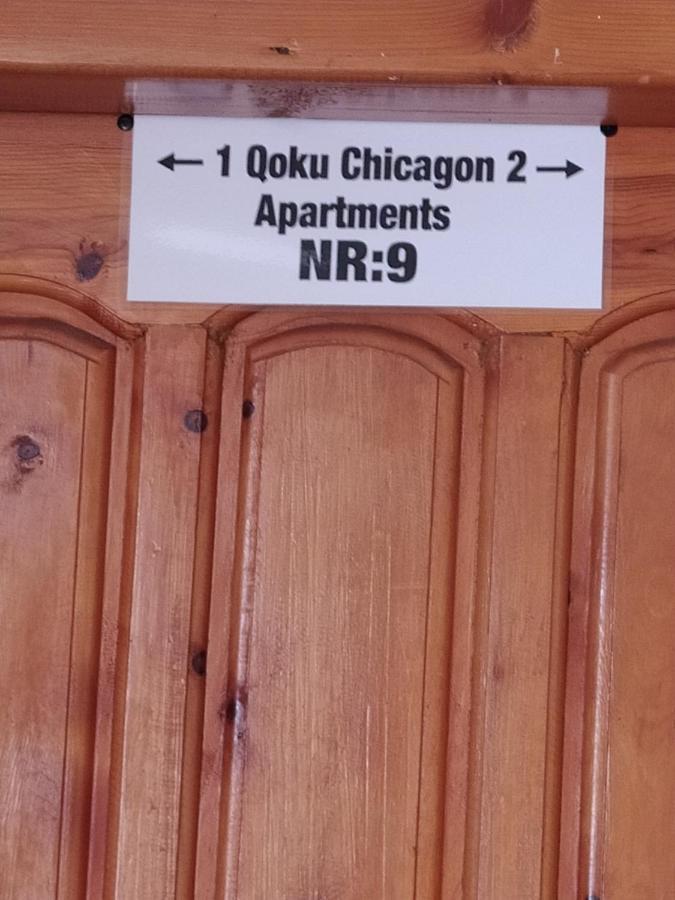 ← 1 Qoku Chicagon 2 →
Apartments
NR:9